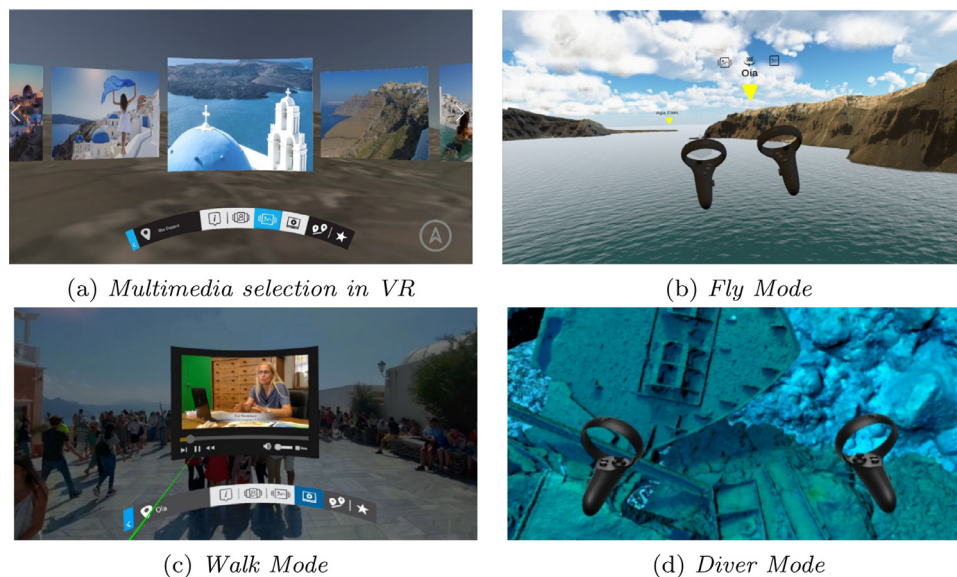 Oia
(a) Multimedia selection in VR
(b) Fly Mode
Oia
(c) Walk Mode
(d) Diver Mode